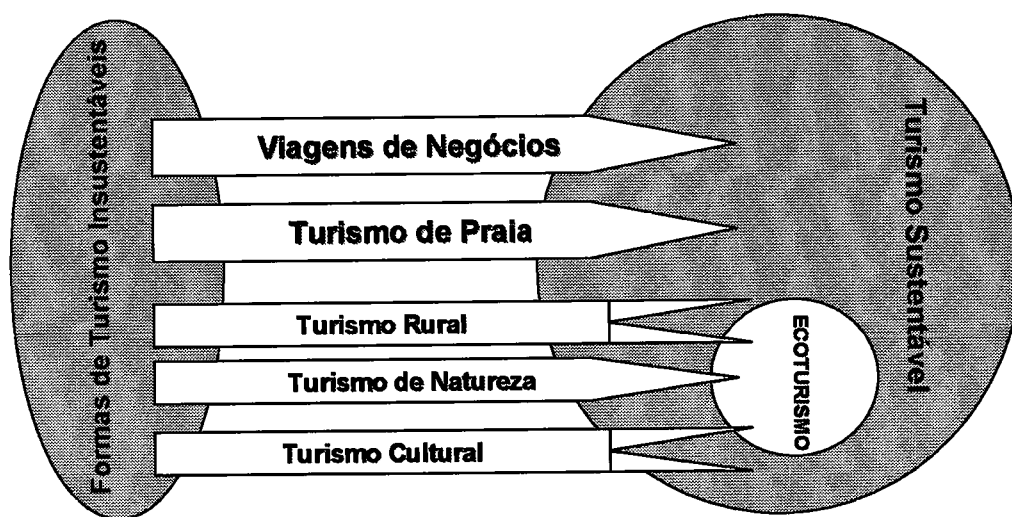 Formas de Turismo Insustentáveis
Viagens de Negócios
Turismo de Praia
Turismo Rural
Turismo de Natureza
Turismo Cultural
ECOTURISMO
Turismo Sustentável